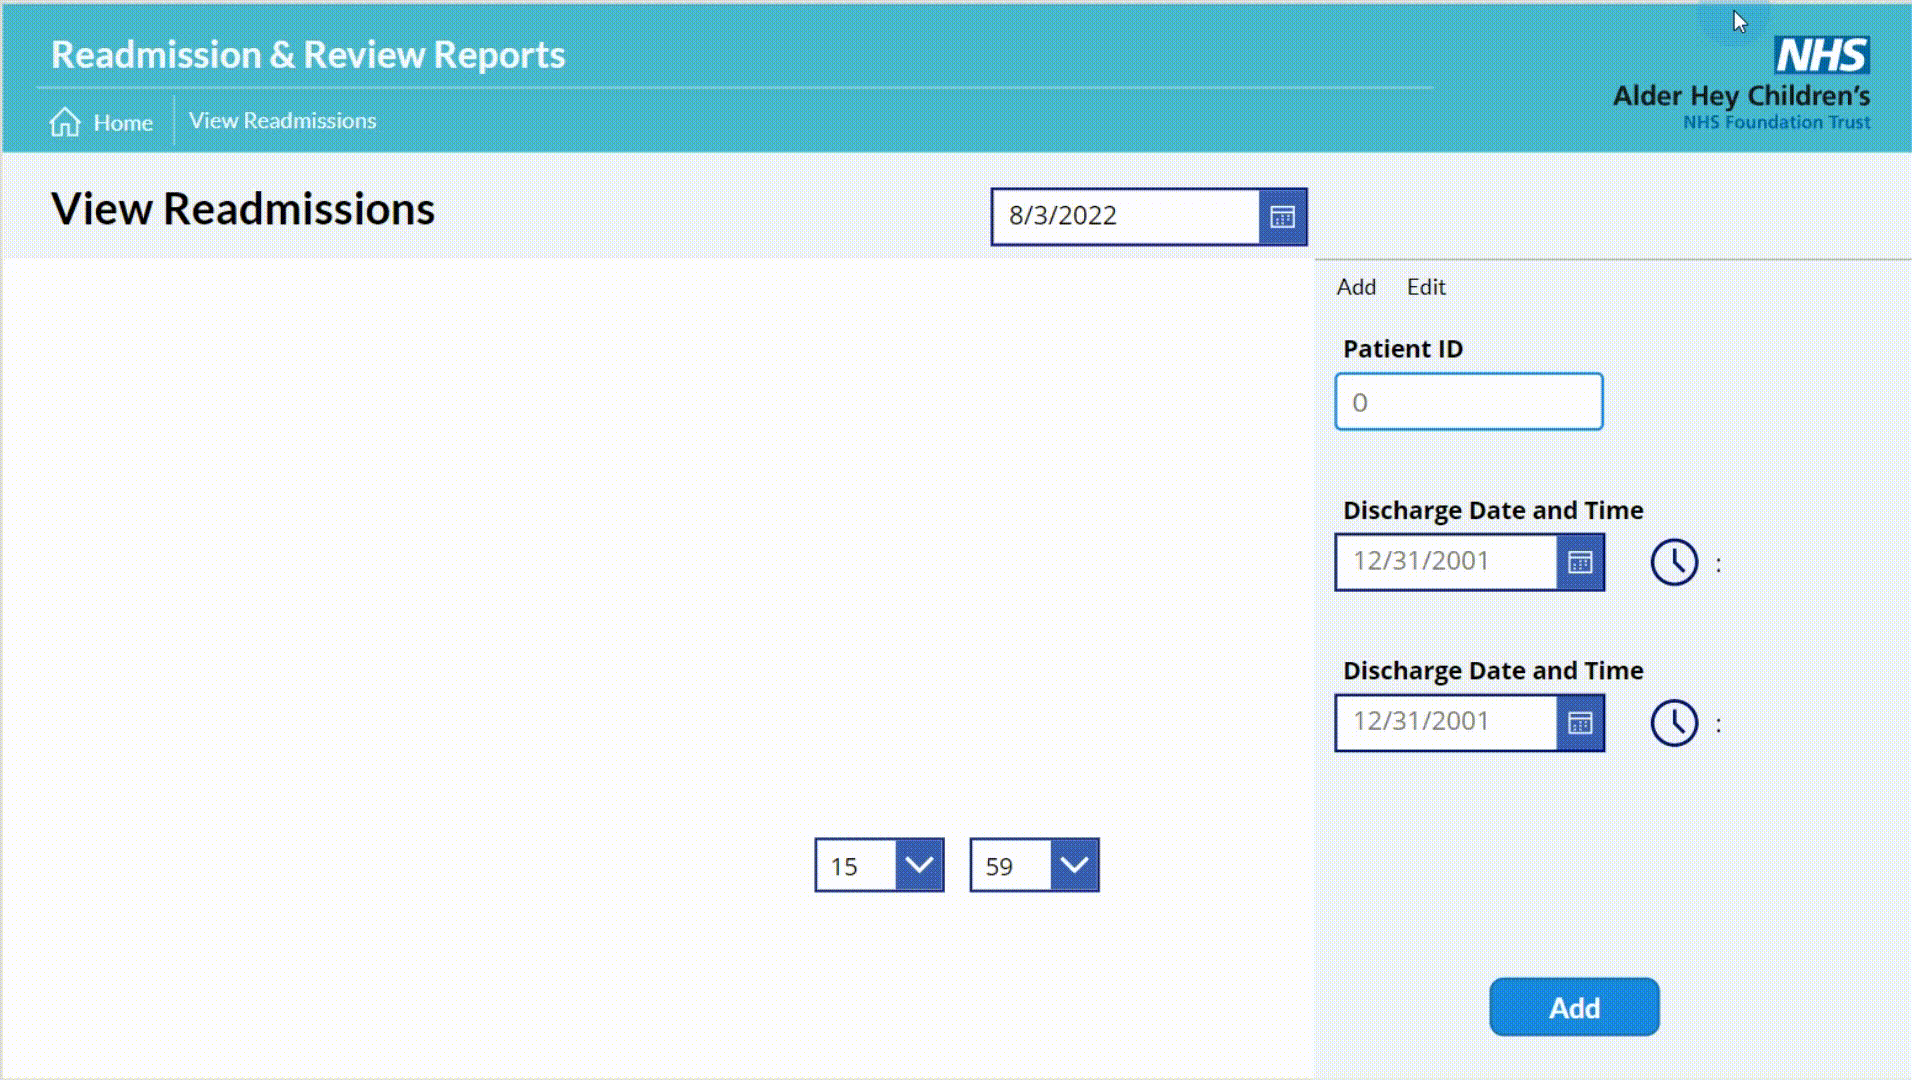 Readmission & Review Reports
NHS
Alder Hey Children's
NHS Foundation Trust
Home
View Readmissions
View Readmissions
8/3/2022
Add Edit
Patient ID
0
Discharge Date and Time
12/31/2001 :
Discharge Date and Time
12/31/2001 :
15 59
Add